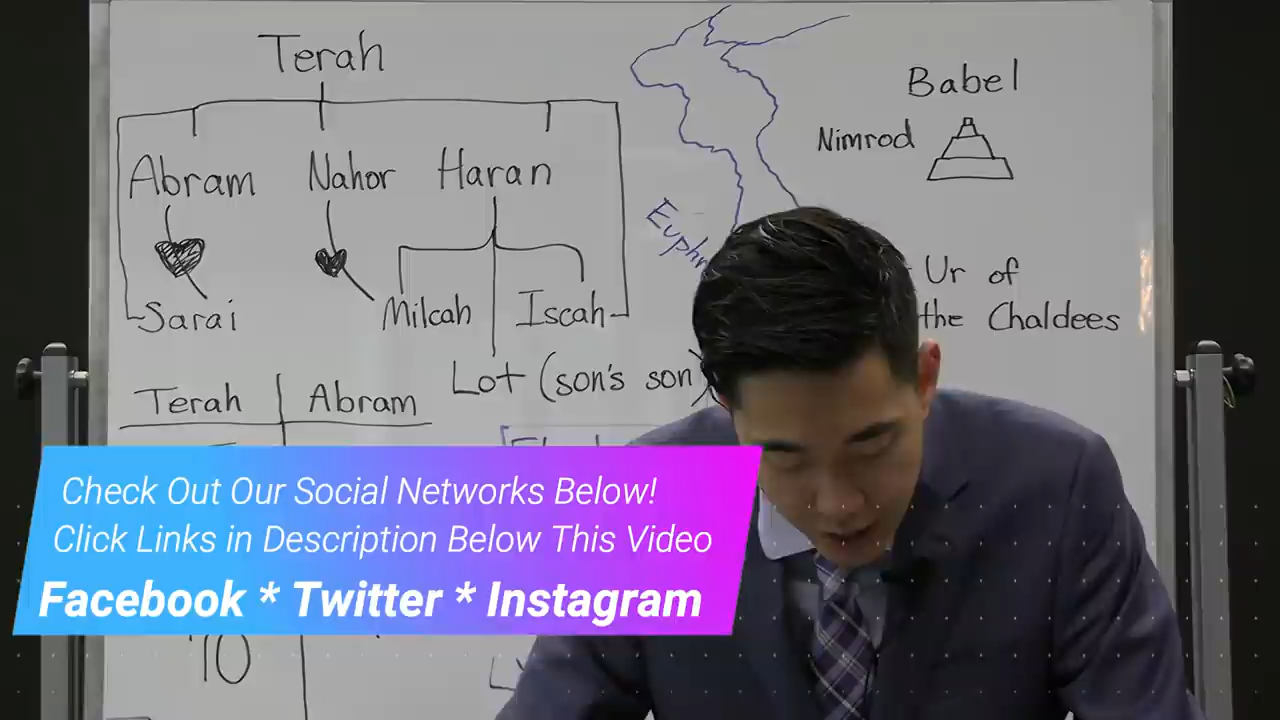 Terah
Abram Nahor Haran
Sarai Milcah Iscah
Lot (son's son)
Terah Abram
10
Babel
Nimrod
Ur of
the Chaldees
Check Out Our Social Networks Below!
Click Links in Description Below This Video
Facebook * Twitter * Instagram